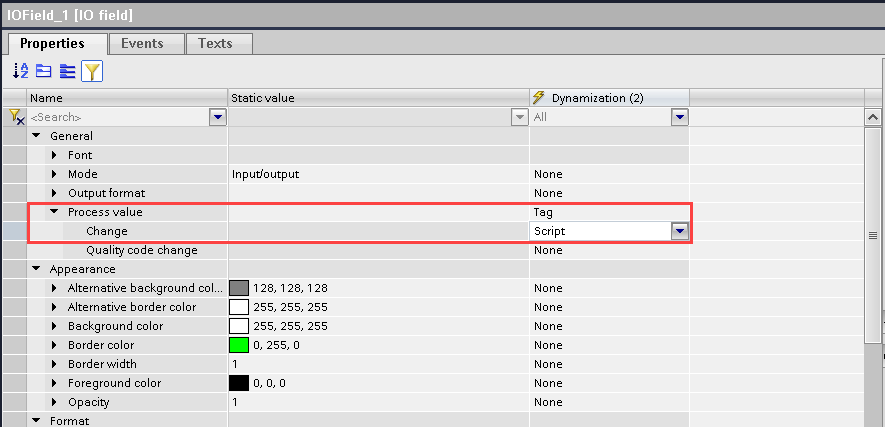 IOField_1 [IO field]
Properties Events Texts
Name Static value Dynamization (2)
<Search> All
General
Font
Mode Input/output None
Output format None
Process value Tag
Change Script
Quality code change None
Appearance
Alternative background col... 128, 128, 128 None
Alternative border color 255, 255, 255 None
Background color 255, 255, 255 None
Border color 0, 255, 0 None
Border width 1 None
Foreground color 0, 0, 0 None
Opacity 1 None
Format